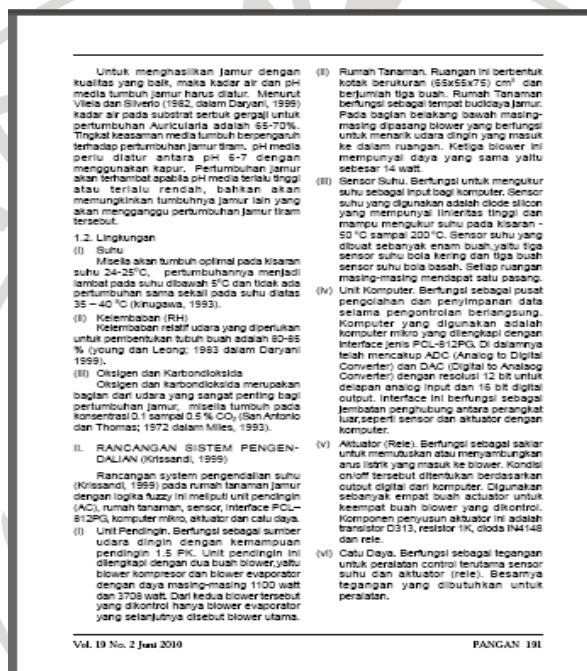 Untuk menghasilkan jamur dengan
kualitas yang baik, maka kadar air dan pH
media tumbuh jamur harus diatur. Menurut
Vilela dan Silverio (1982, dalam Daryani, 1999)
kadar air pada substrat serbuk gergaji untuk
pertumbuhan Auricularia adalah 65-70%.
Tingkat keasaman media tumbuh berpengaruh
terhadap pertumbuhan jamur tiram. pH media
perlu diatur antara pH 6-7 dengan
menggunakan kapur. Pertumbuhan jamur
akan terhambat apabila pH media terlalu tinggi
atau terlalu rendah, bahkan akan
memungkinkan tumbuhnya jamur lain yang
akan mengganggu pertumbuhan jamur tiram
tersebut.
1.2. Lingkungan
(i) Suhu
Misella akan tumbuh optimal pada kisaran
suhu 24-25°C, pertumbuhannya menjadi
lambat pada suhu dibawah 5°C dan tidak ada
pertumbuhan sama sekali pada suhu diatas
35 – 40 °C (kinugawa, 1993).
(ii) Kelembaban (RH)
Kelembaban relatif udara yang diperlukan
untuk pembentukan tubuh buah adalah 80-85
% (young dan Leong; 1983 dalam Daryani
1999).
(iii) Oksigen dan Karbondioksida
Oksigen dan karbondioksida merupakan
bagian dari udara yang sangat penting bagi
pertumbuhan jamur, misella tumbuh pada
konsentrasi 0.1 sampai 0.5 % CO₂ (San Antonio
dan Thomas; 1972 dalam Miles, 1993).
II. RANCANGAN SISTEM PENGEN-
DALIAN (Krissandi, 1999)
Rancangan system pengendalian suhu
(Krissandi, 1999) pada rumah tanaman jamur
dengan logika fuzzy ini meliputi unit pendingin
(AC), rumah tanaman, sensor, interface PCL–
812PG, komputer mikro, aktuator dan catu daya.
(i) Unit Pendingin. Berfungsi sebagai sumber
udara dingin dengan kemampuan
pendingin 1.5 PK. Unit pendingin ini
dilengkapi dengan dua buah blower,yaitu
blower kompresor dan blower evaporator
dengan daya masing-masing 1100 watt
dan 3708 watt. Dari kedua blower tersebut
yang dikontrol hanya blower evaporator
yang selanjutnya disebut blower utama.
(ii) Rumah Tanaman. Ruangan ini berbentuk
kotak berukuran (55x55x75) cm³ dan
berjumlah tiga buah. Rumah Tanaman
berfungsi sebagai tempat budidaya jamur.
Pada bagian belakang bawah masing-
masing dipasang blower yang berfungsi
untuk menarik udara dingin yang masuk
ke dalam ruangan. Ketiga blower ini
mempunyai daya yang sama yaitu
sebesar 14 watt.
(iii) Sensor Suhu. Berfungsi untuk mengukur
suhu sebagai input bagi komputer. Sensor
suhu yang digunakan adalah diode silicon
yang mempunyai linieritas tinggi dan
mampu mengukur suhu pada kisaran -
50 °C sampai 200 °C. Sensor suhu yang
dibuat sebanyak enam buah,yaitu tiga
sensor suhu bola kering dan tiga buah
sensor suhu bola basah. Setiap ruangan
masing-masing mendapat satu pasang.
(iv) Unit Komputer. Berfungsi sebagai pusat
pengolahan dan penyimpanan data
selama pengontrolan berlangsung.
Komputer yang digunakan adalah
komputer mikro yang dilengkapi dengan
interface jenis PCL-812PG. Di dalamnya
telah mencakup ADC (Analog to Digital
Converter) dan DAC (Digital to Analaog
Converter) dengan resolusi 12 bit untuk
delapan analog input dan 16 bit digital
output. Interface ini berfungsi sebagai
jembatan penghubung antara perangkat
luar,seperti sensor dan aktuator dengan
komputer.
(v) Aktuator (Rele). Berfungsi sebagai saklar
untuk memutuskan atau menyambungkan
arus listrik yang masuk ke blower. Kondisi
on/off tersebut ditentukan berdasarkan
output digital dari komputer. Digunakan
sebanyak empat buah actuator untuk
keempat buah blower yang dikontrol.
Komponen penyusun aktuator ini adalah
transistor D313, resistor 1K, dioda IN4148
dan rele.
(vi) Catu Daya. Berfungsi sebagai tegangan
untuk peralatan control terutama sensor
suhu dan aktuator (rele). Besarnya
tegangan yang dibutuhkan untuk
peralatan.
Vol. 19 No. 2 Juni 2010
PANGAN 191